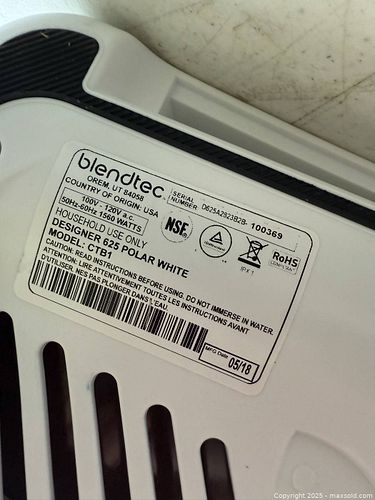 blendtec
OREM, UT 84058
COUNTRY OF ORIGIN: USA
SERIAL NUMBER D625A2823B2B- 100369
100V - 120V a.c.
50Hz-60Hz 1560 WATTS
HOUSEHOLD USE ONLY
DESIGNER 625 POLAR WHITE
MODEL: CTB1
NSF
IPX1
RoHS
COMPLIANT
CAUTION: READ INSTRUCTIONS BEFORE USING. DO NOT IMMERSE IN WATER.
ATTENTION: LIRE ATTENTIVEMENT TOUTES LES INSTRUCTIONS AVANT
D'UTILISER. NES PAS PLONGER DANS L'EAU
MFG Date
05/18
Copyright © 2025 - maxsold.com